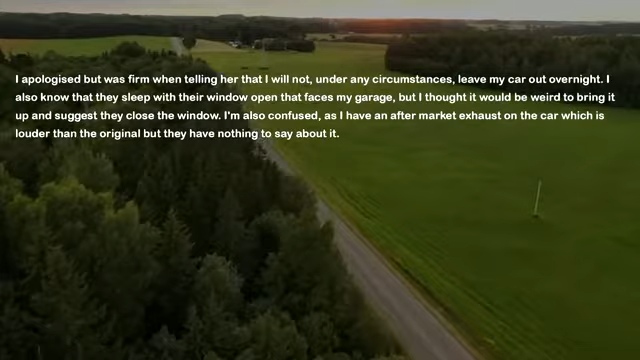 I apologised but was firm when telling her that I will not, under any circumstances, leave my car out overnight. I
also know that they sleep with their window open that faces my garage, but I thought it would be weird to bring it
up and suggest they close the window. I'm also confused, as I have an after market exhaust on the car which is
louder than the original but they have nothing to say about it.